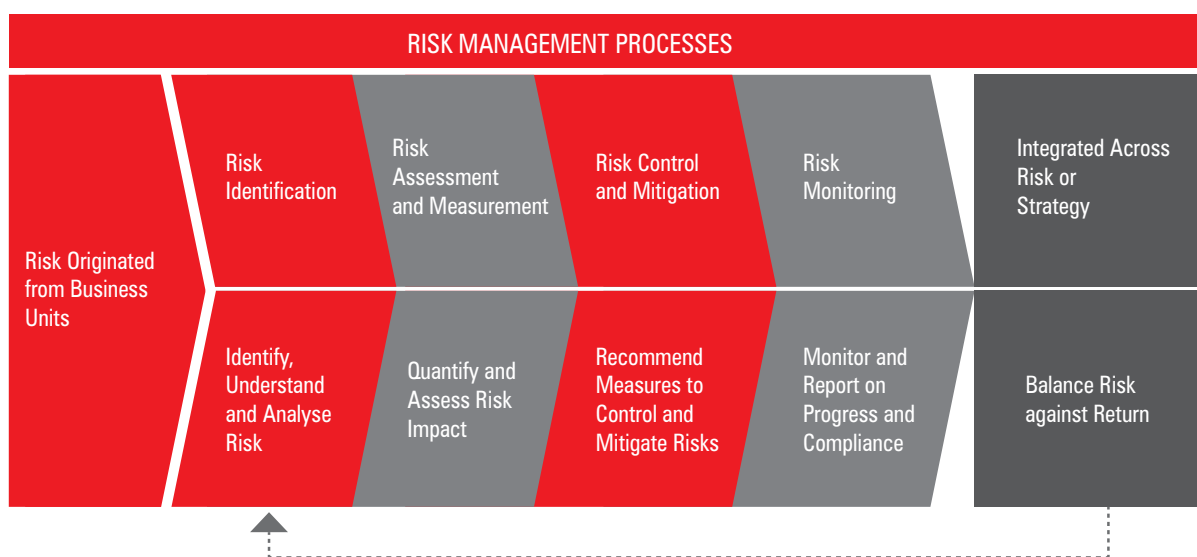 RISK MANAGEMENT PROCESSES
Risk Originated
from Business
Units
Risk
Identification
Risk
Assessment
and Measurement
Risk Control
and Mitigation
Risk
Monitoring
Integrated Across
Risk or
Strategy
Identify,
Understand
and Analyse
Risk
Quantify and
Assess Risk
Impact
Recommend
Measures to
Control and
Mitigate Risks
Monitor and
Report on
Progress and
Compliance
Balance Risk
against Return